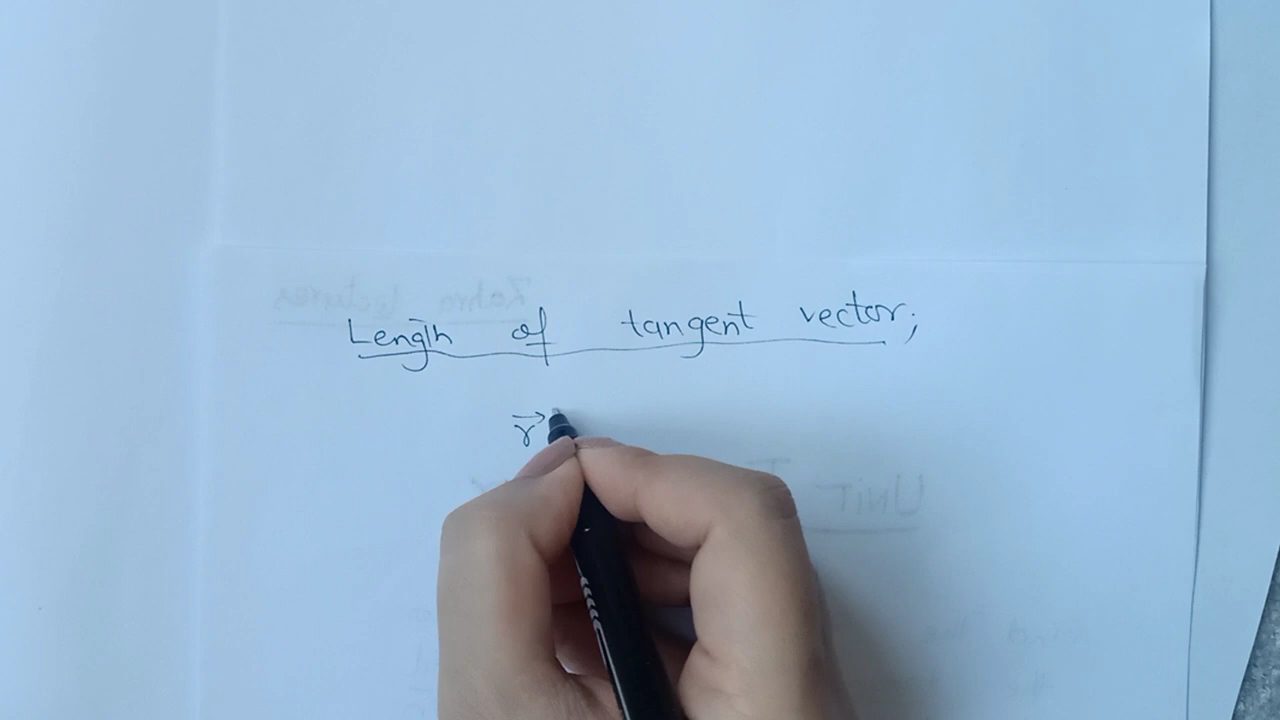 Length of tangent vector;
r⃗